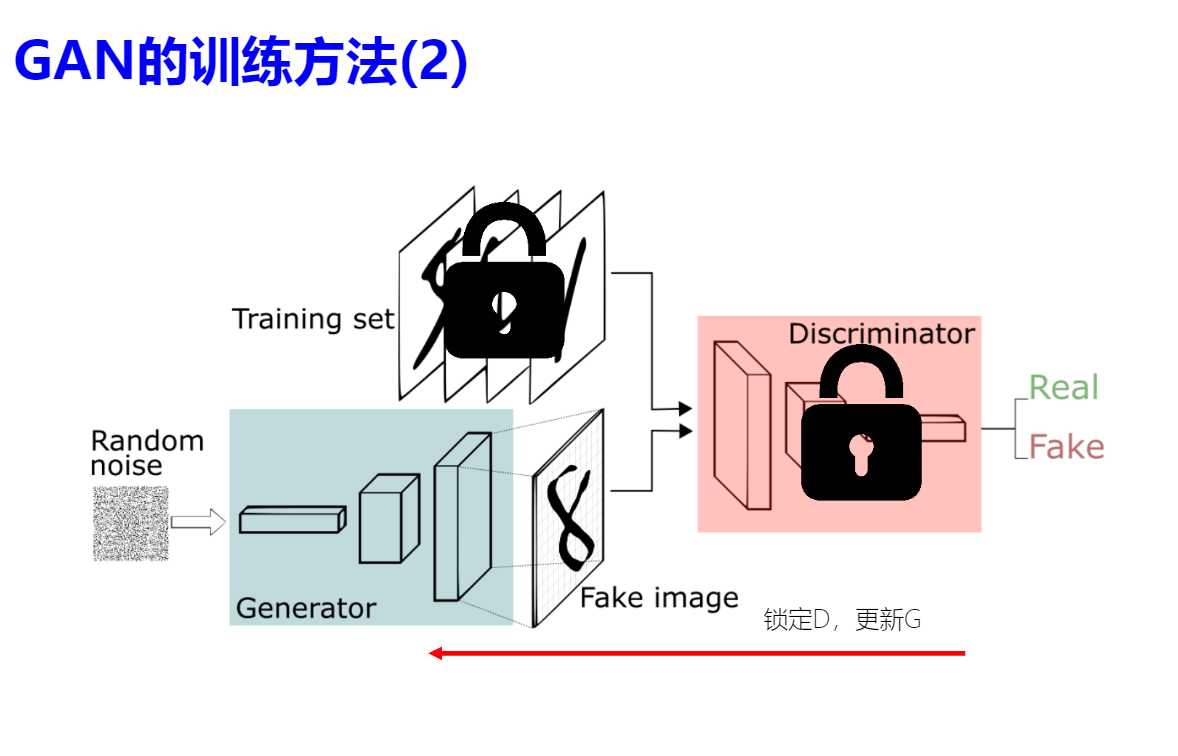 GAN的训练方法(2)
Training set
Discriminator
Real
Fake
Random
noise
Generator
Fake image
锁定D，更新G